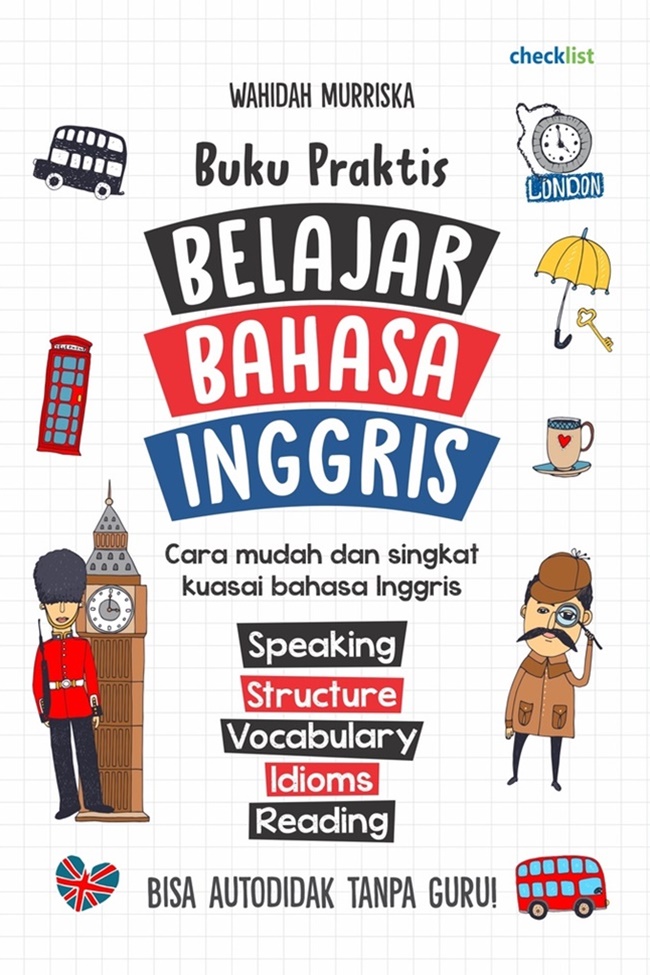 checklist
WAHIDAH MURRISKA
Buku Praktis
LONDON
BELAJAR
BAHASA
INGGRIS
TELEPHONE
Cara mudah dan singkat
kuasai bahasa Inggris
Speaking
Structure
Vocabulary
Idioms
Reading
BISA AUTODIDAK TANPA GURU!